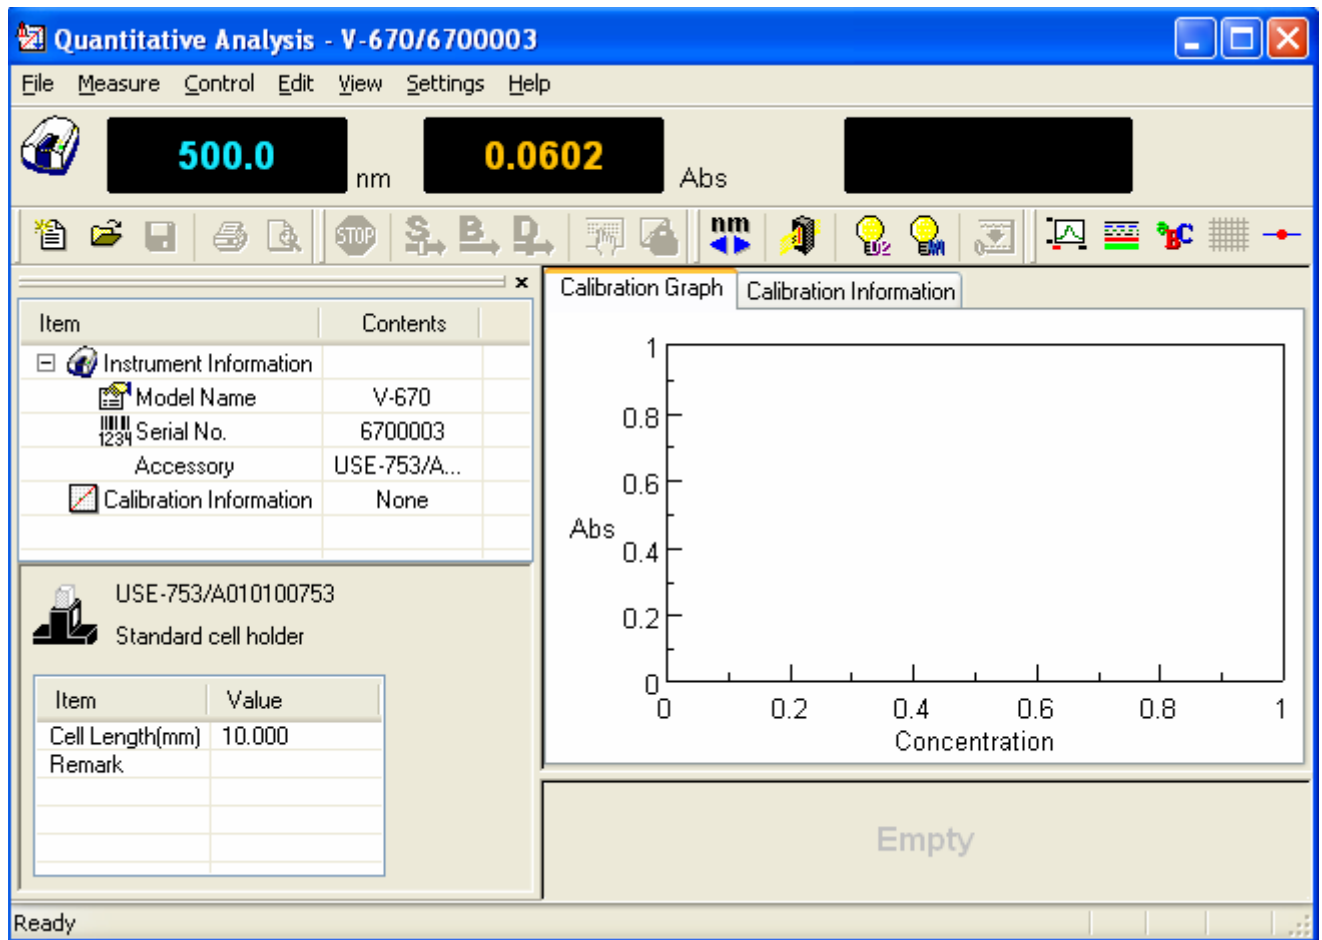 Quantitative Analysis - V-670/6700003
File Measure Control Edit View Settings Help
500.0 nm 0.0602 Abs
STOP S B D nm D2 BC
Calibration Graph Calibration Information
Item Contents
Instrument Information
Model Name V-670
1234 Serial No. 6700003
Accessory USE-753/A...
Calibration Information None
USE-753/A010100753
Standard cell holder
Item Value
Cell Length(mm) 10.000
Remark
1
0.8
0.6
Abs
0.4
0.2
0
0 0.2 0.4 0.6 0.8 1
Concentration
Empty
Ready